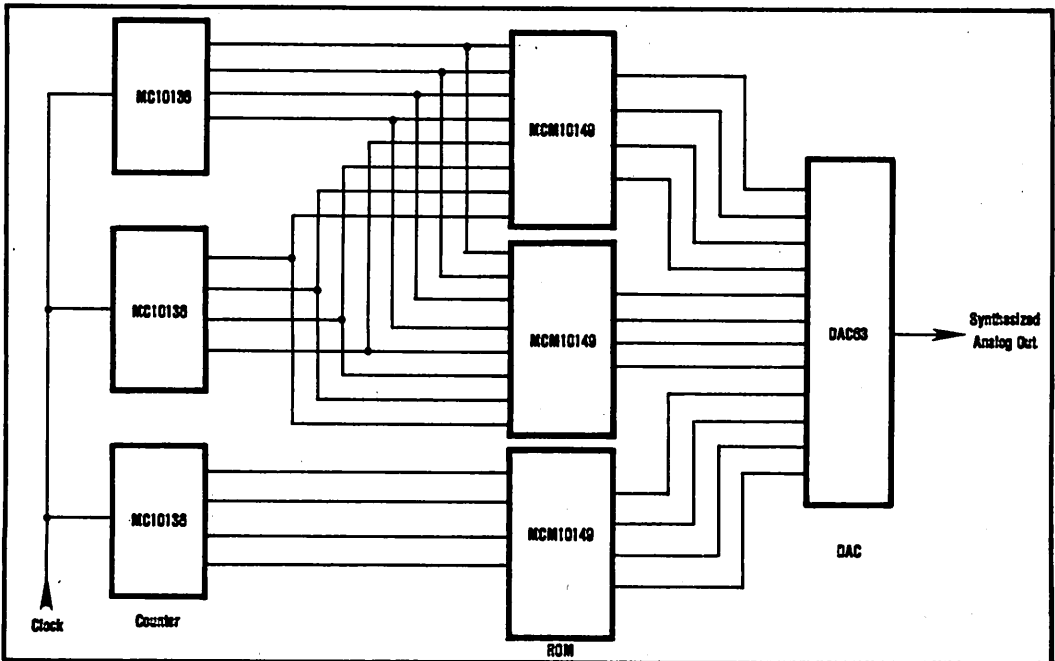 MC10136
MCM10149
MC10136
MCM10149
DAC63
Synthesized
Analog Out
MC10136
MCM10149
DAC
Clock
Counter
ROM